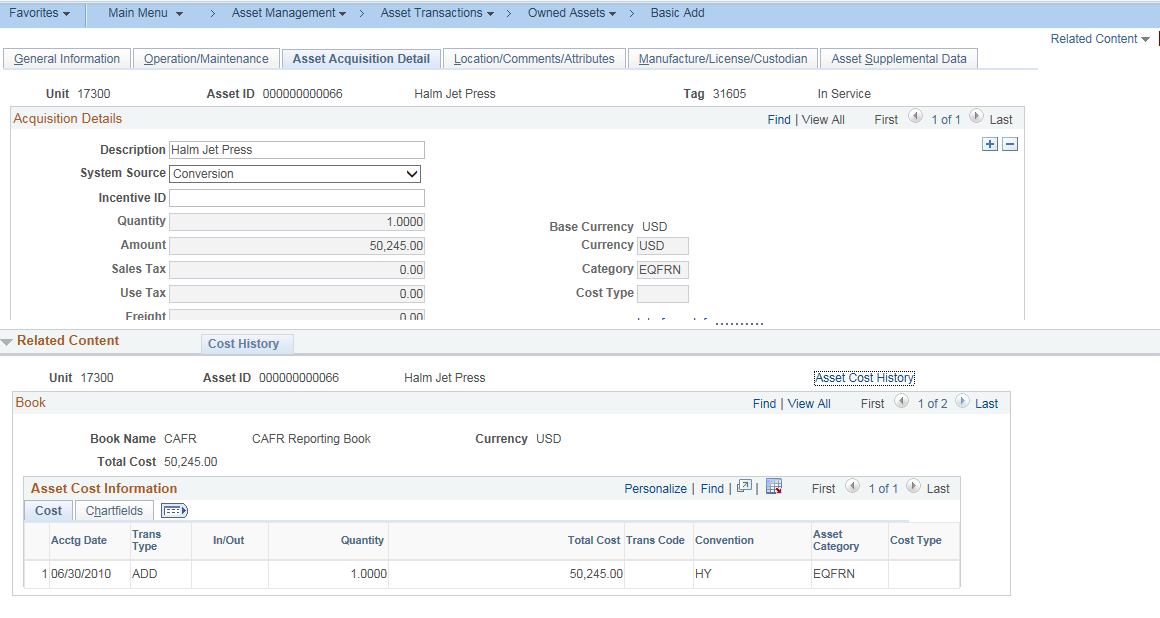 Favorites Main Menu > Asset Management > Asset Transactions > Owned Assets > Basic Add
Related Content
General Information Operation/Maintenance Asset Acquisition Detail Location/Comments/Attributes Manufacture/License/Custodian Asset Supplemental Data
Unit 17300 Asset ID 000000000066 Halm Jet Press Tag 31605 In Service
Acquisition Details Find | View All First 1 of 1 Last
Description Halm Jet Press
System Source Conversion
Incentive ID
Quantity 1.0000
Base Currency USD
Amount 50,245.00 Currency USD
Sales Tax 0.00 Category EQFRN
Use Tax 0.00 Cost Type
Freight 0.00
Related Content Cost History
Unit 17300 Asset ID 000000000066 Halm Jet Press Asset Cost History
Book Find | View All First 1 of 2 Last
Book Name CAFR CAFR Reporting Book Currency USD
Total Cost 50,245.00
Asset Cost Information Personalize | Find | | First 1 of 1 Last
Cost Chartfields
Acctg Date Trans Type In/Out Quantity Total Cost Trans Code Convention Asset Category Cost Type
1 06/30/2010 ADD 1.0000 50,245.00 HY EQFRN